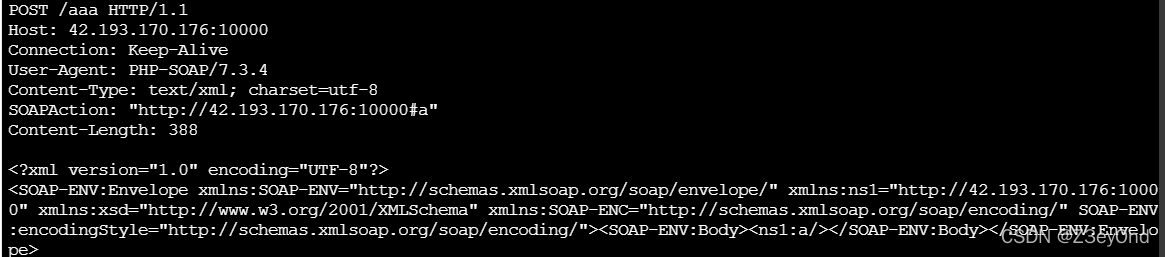 POST /aaa HTTP/1.1
Host: 42.193.170.176:10000
Connection: Keep-Alive
User-Agent: PHP-SOAP/7.3.4
Content-Type: text/xml; charset=utf-8
SOAPAction: "http://42.193.170.176:10000#a"
Content-Length: 388

<?xml version="1.0" encoding="UTF-8"?>
<SOAP-ENV:Envelope xmlns:SOAP-ENV="http://schemas.xmlsoap.org/soap/envelope/" xmlns:ns1="http://42.193.170.176:1000
0" xmlns:xsd="http://www.w3.org/2001/XMLSchema" xmlns:SOAP-ENC="http://schemas.xmlsoap.org/soap/encoding/" SOAP-ENV
:encodingStyle="http://schemas.xmlsoap.org/soap/encoding/"><SOAP-ENV:Body><ns1:a/></SOAP-ENV:Body></SOAP-ENV:Envelo
pe>
CSDN @Z3eyOnd